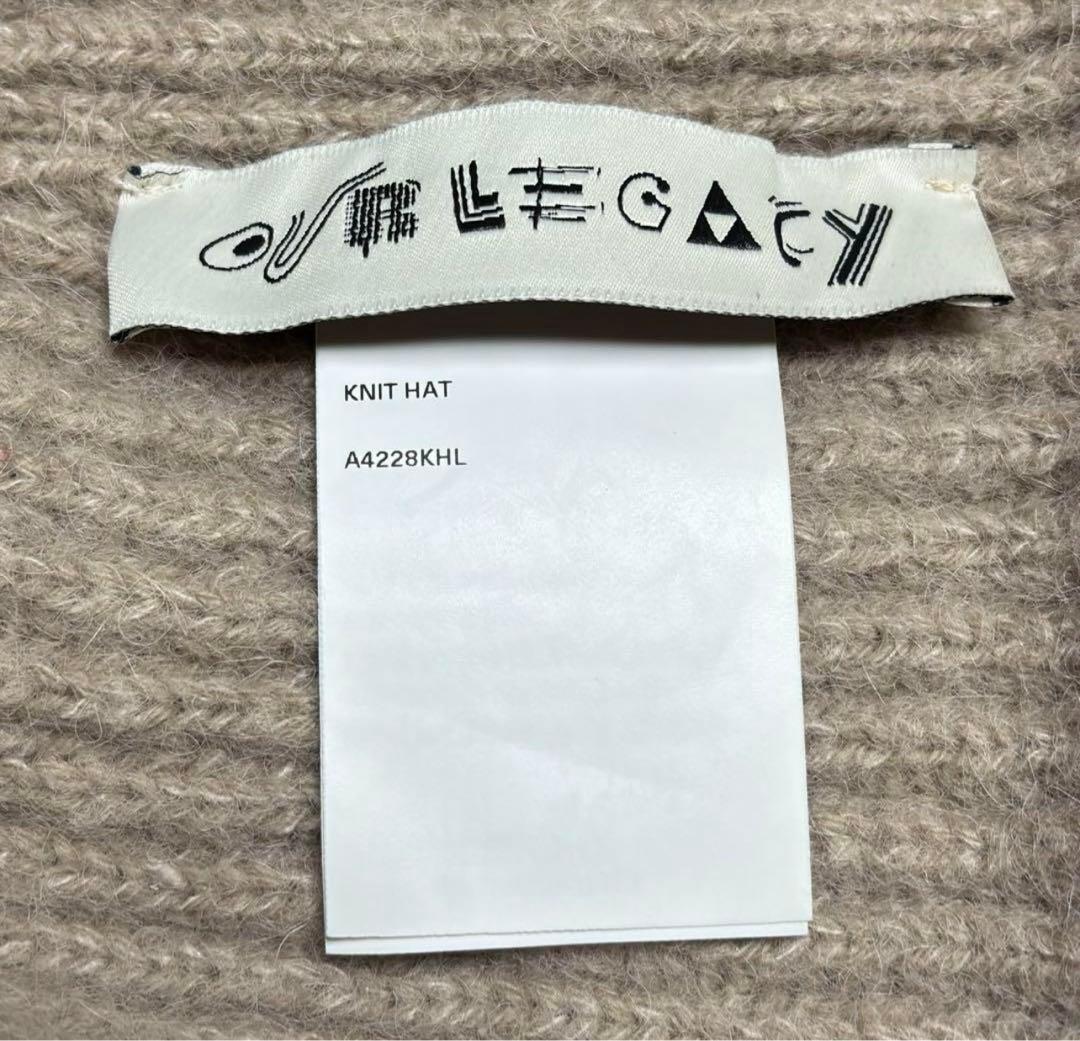 OUR LEGACY
KNIT HAT
A4228KHL